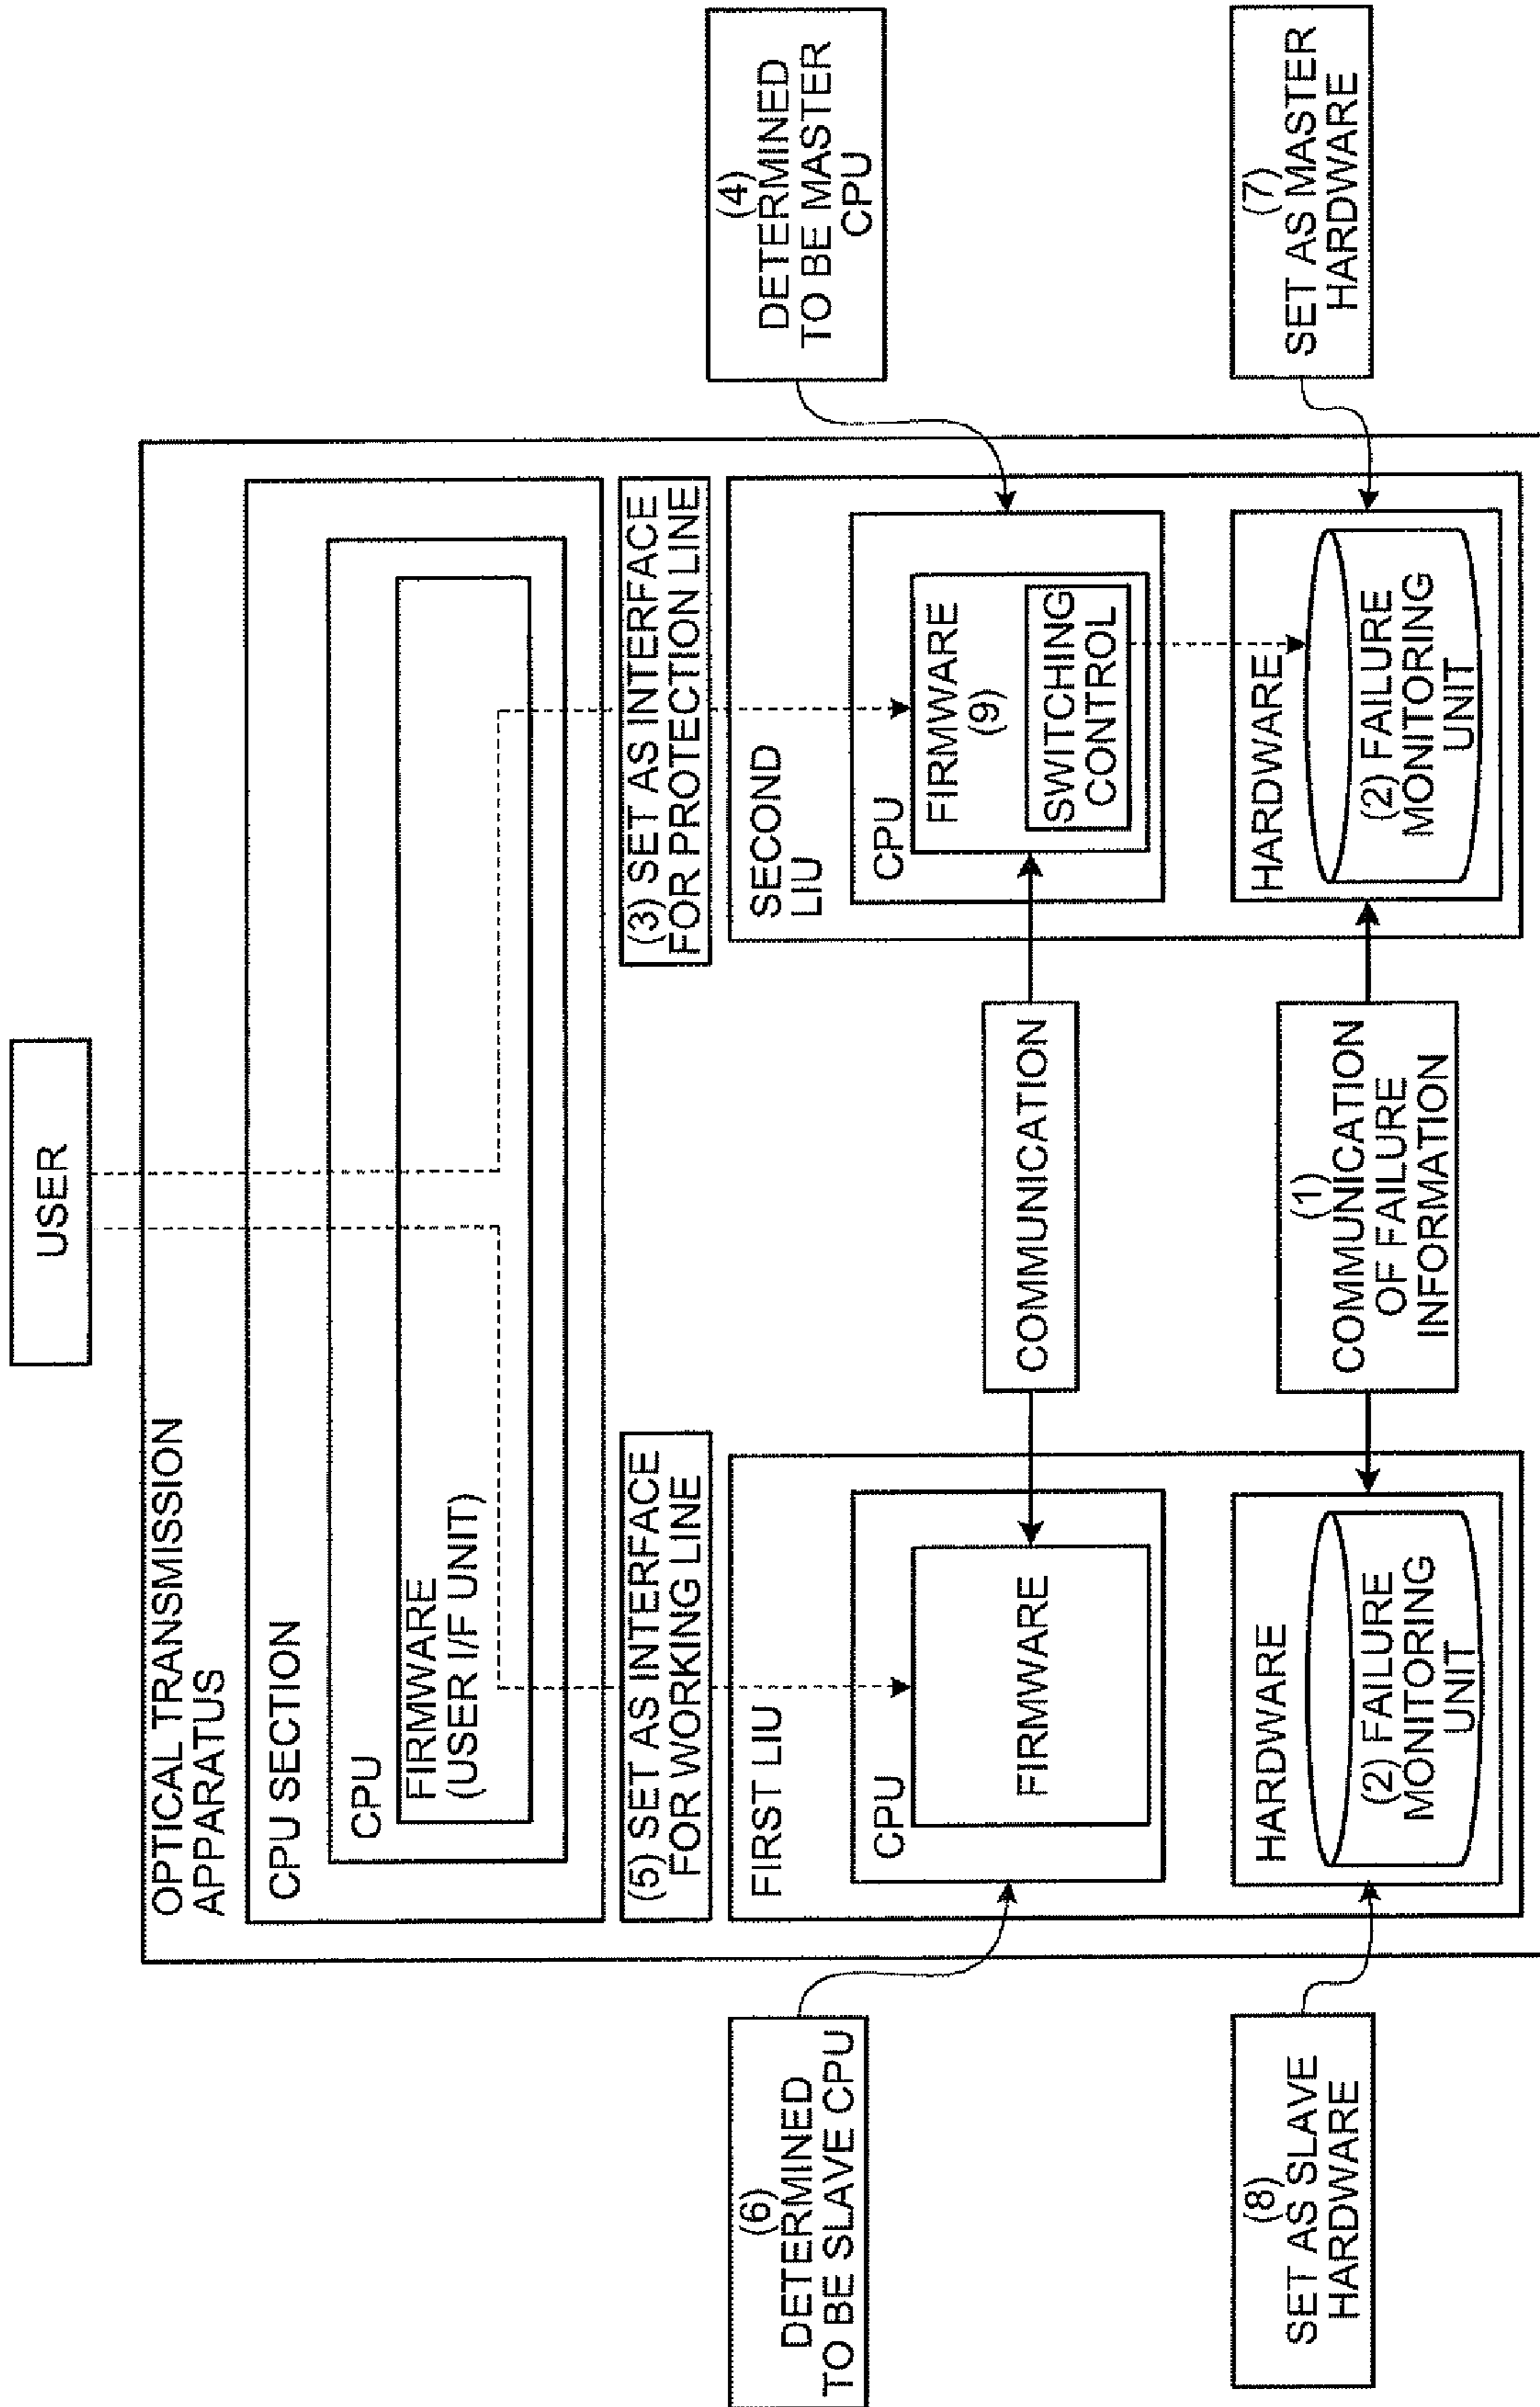 USER
OPTICAL TRANSMISSION
APPARATUS
CPU SECTION
CPU
FIRMWARE
(USER I/F UNIT)
(5) SET AS INTERFACE
FOR WORKING LINE
(3) SET AS INTERFACE
FOR PROTECTION LINE
FIRST LIU
CPU
FIRMWARE
HARDWARE
(2) FAILURE
MONITORING
UNIT
COMMUNICATION
(1)
COMMUNICATION
OF FAILURE
INFORMATION
SECOND
LIU
CPU
FIRMWARE
(9)
SWITCHING
CONTROL
HARDWARE
(2) FAILURE
MONITORING
UNIT
(6)
DETERMINED
TO BE SLAVE CPU
(8)
SET AS SLAVE
HARDWARE
(4)
DETERMINED
TO BE MASTER
CPU
(7)
SET AS MASTER
HARDWARE